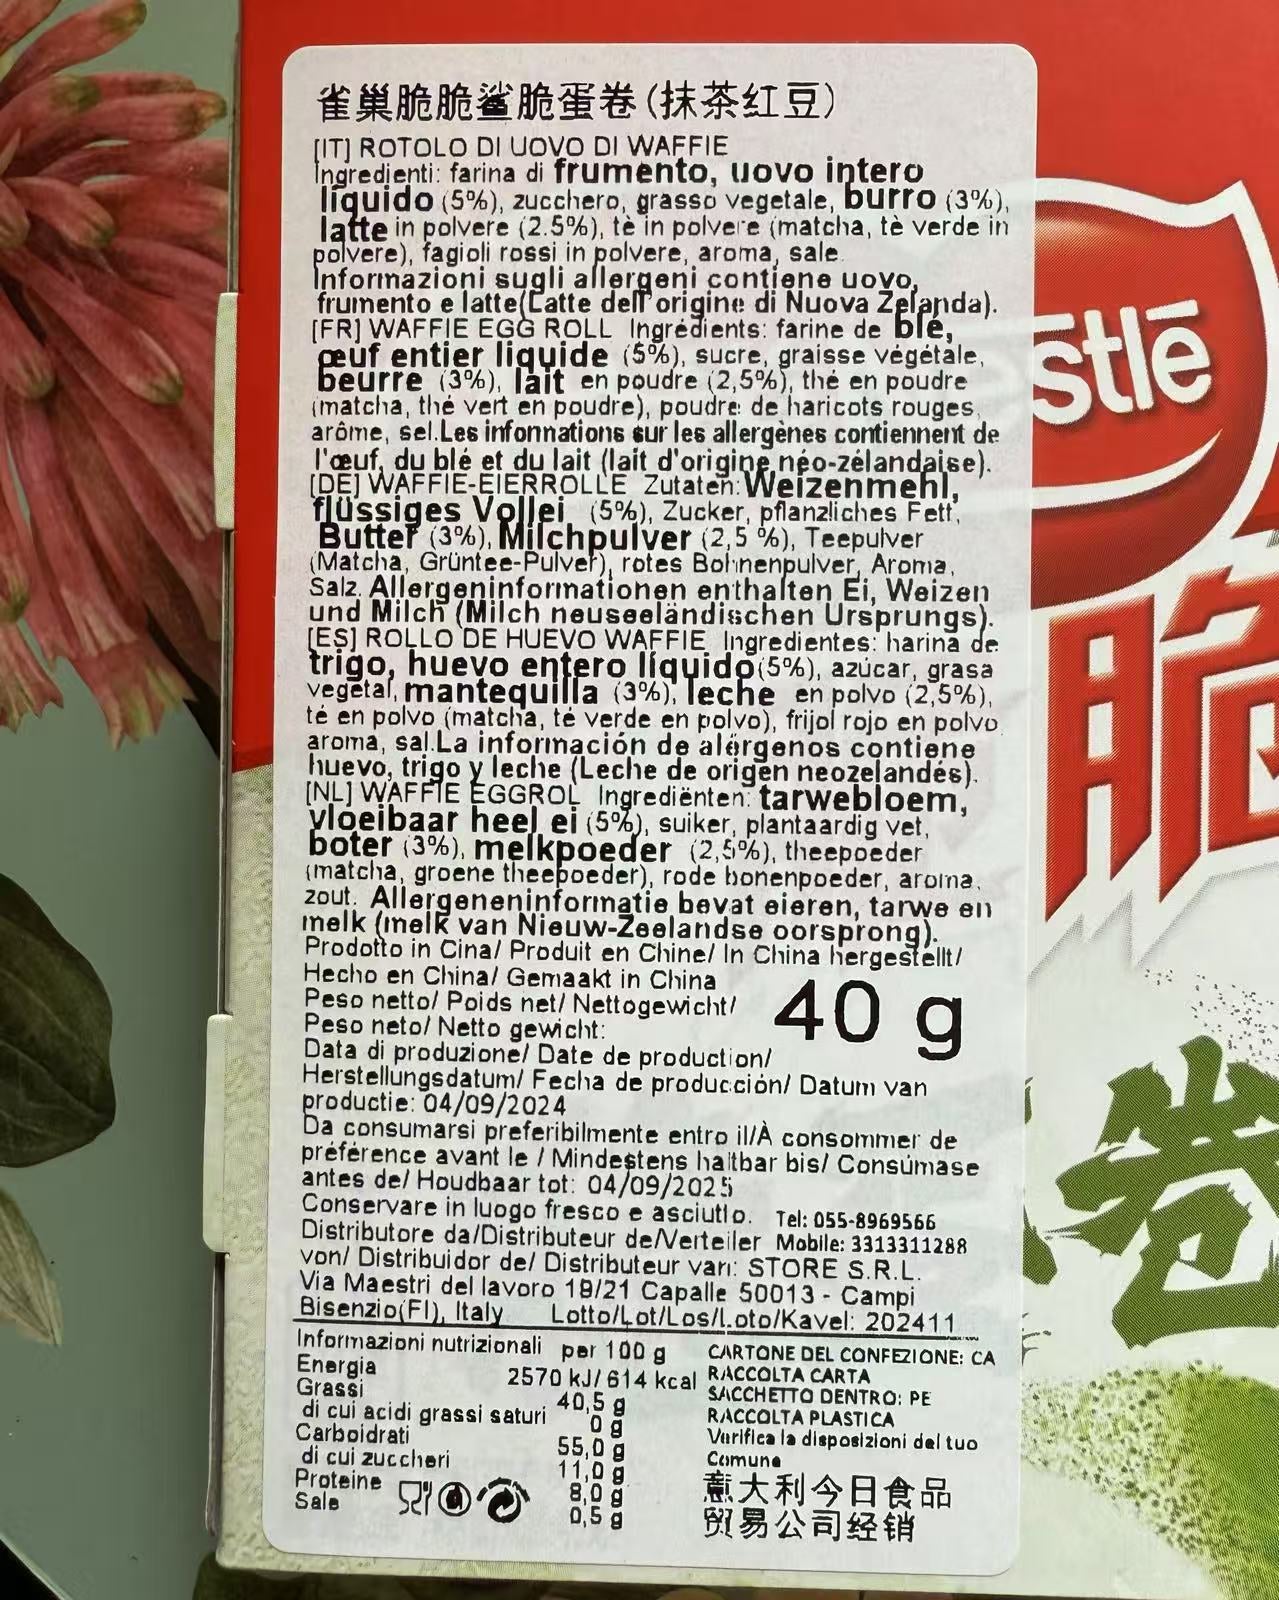 雀巢脆脆鲨脆蛋卷(抹茶红豆)
[IT] ROTOLO DI UOVO DI WAFFIE
Ingredienti: farina di frumento, uovo intero
liquido (5%), zucchero, grasso vegetale, burro (3%),
latte in polvere (2.5%), tè in polvere (matcha, tè verde in
polvere), fagioli rossi in polvere, aroma, sale.
Informazioni sugli allergeni contiene uovo,
frumento e latte(Latte dell'origine di Nuova Zelanda).
[FR] WAFFIE EGG ROLL Ingrédients: farine de blé,
œuf entier liquide (5%), sucre, graisse végétale,
beurre (3%), lait en poudre (2,5%), thé en poudre
(matcha, thé vert en poudre), poudre de haricots rouges,
arôme, sel.Les informations sur les allergènes contiennent de
l'œuf, du blé et du lait (lait d'origine néo-zélandaise).
[DE] WAFFIE-EIERROLLE Zutaten: Weizenmehl,
flüssiges Vollei (5%), Zucker, pflanzliches Fett,
Butter (3%), Milchpulver (2,5 %), Teepulver
(Matcha, Grüntee-Pulver), rotes Bohnenpulver, Aroma,
Salz. Allergeninformationen enthalten Ei, Weizen
und Milch (Milch neuseeländischen Ursprungs).
[ES] ROLLO DE HUEVO WAFFIE Ingredientes: harina de
trigo, huevo entero líquido(5%), azúcar, grasa
vegetal, mantequilla (3%), leche en polvo (2,5%),
té en polvo (matcha, té verde en polvo), frijol rojo en polvo,
aroma, sal.La información de alérgenos contiene
huevo, trigo y leche (Leche de origen neozelandés).
[NL] WAFFIE EGGROL Ingrediënten: tarwebloem,
vloeibaar heel ei (5%), suiker, plantaardig vet,
boter (3%), melkpoeder (2,5%), theepoeder
(matcha, groene theepoeder), rode bonenpoeder, aroma,
zout. Allergeneninformatie bevat eieren, tarwe en
melk (melk van Nieuw-Zeelandse oorsprong).
Prodotto in Cina/ Produit en Chine/ In China hergestellt/
Hecho en China/ Gemaakt in China
Peso netto/ Poids net/ Nettogewicht/
Peso neto/ Netto gewicht:
40 g
Data di produzione/ Date de production/
Herstellungsdatum/ Fecha de producción/ Datum van
productie: 04/09/2024
Da consumarsi preferibilmente entro il/À consommer de
préférence avant le / Mindestens haltbar bis/ Consúmase
antes de/ Houdbaar tot: 04/09/2025
Conservare in luogo fresco e asciutto. Tel: 055-8969566
Distributore da/Distributeur de/Verteiler Mobile: 3313311288
von/ Distribuidor de/ Distributeur van: STORE S.R.L.
Via Maestri del lavoro 19/21 Capalle 50013 - Campi
Bisenzio(FI), Italy Lotto/Lot/Los/Loto/Kavel: 202411
Informazioni nutrizionali per 100 g
Energia 2570 kJ/ 614 kcal
Grassi 40,5 g
di cui acidi grassi saturi 0 g
Carboidrati 55,0 g
di cui zuccheri 11,0 g
Proteine 8,0 g
Sale 0,5 g
CARTONE DEL CONFEZIONE: CA
RACCOLTA CARTA
SACCHETTO DENTRO: PE
RACCOLTA PLASTICA
Verifica la disposizioni del tuo
Comune
意大利今日食品
贸易公司经销
stlé
脆
卷